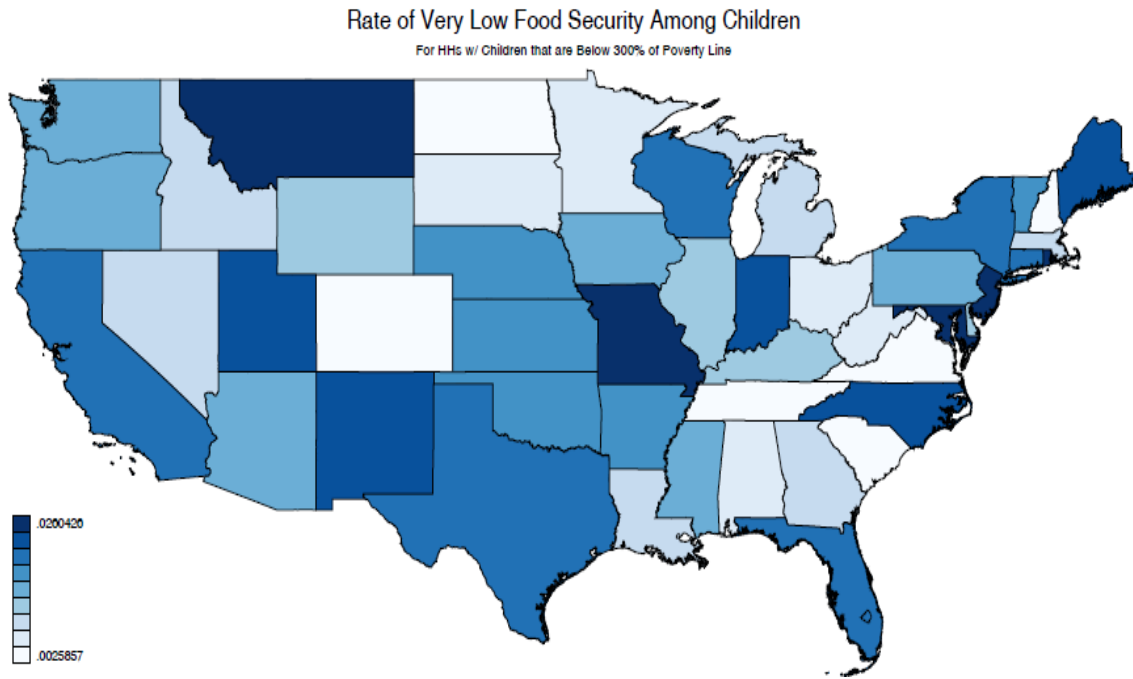 Rate of Very Low Food Security Among Children
For HHs w/ Children that are Below 300% of Poverty Line
.0200426
.0025857